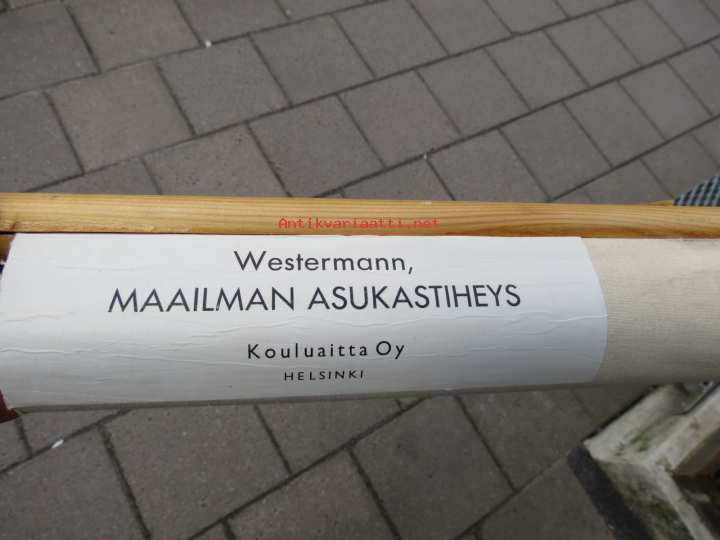 Antikvariaatti.net
Westermann,
MAAILMAN ASUKASTIHEYS
Kouluaitta Oy
HELSINKI